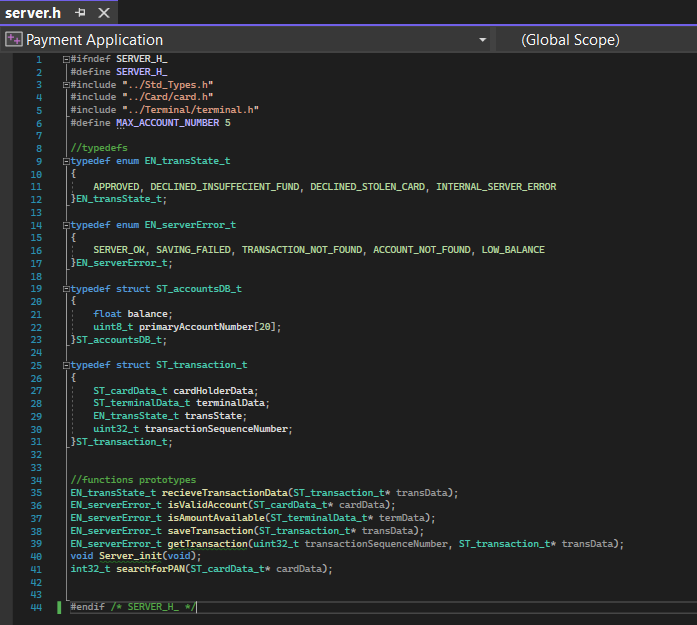 server.h
Payment Application (Global Scope)
1 #ifndef SERVER_H_
2 #define SERVER_H_
3 #include "../Std_Types.h"
4 #include "../Card/card.h"
5 #include "../Terminal/terminal.h"
6 #define MAX_ACCOUNT_NUMBER 5
7
8 //typedefs
9 typedef enum EN_transState_t
10 {
11 APPROVED, DECLINED_INSUFFECIENT_FUND, DECLINED_STOLEN_CARD, INTERNAL_SERVER_ERROR
12 }EN_transState_t;
13
14 typedef enum EN_serverError_t
15 {
16 SERVER_OK, SAVING_FAILED, TRANSACTION_NOT_FOUND, ACCOUNT_NOT_FOUND, LOW_BALANCE
17 }EN_serverError_t;
18
19 typedef struct ST_accountsDB_t
20 {
21 float balance;
22 uint8_t primaryAccountNumber[20];
23 }ST_accountsDB_t;
24
25 typedef struct ST_transaction_t
26 {
27 ST_cardData_t cardHolderData;
28 ST_terminalData_t terminalData;
29 EN_transState_t transState;
30 uint32_t transactionSequenceNumber;
31 }ST_transaction_t;
32
33
34 //functions prototypes
35 EN_transState_t recieveTransactionData(ST_transaction_t* transData);
36 EN_serverError_t isValidAccount(ST_cardData_t* cardData);
37 EN_serverError_t isAmountAvailable(ST_terminalData_t* termData);
38 EN_serverError_t saveTransaction(ST_transaction_t* transData);
39 EN_serverError_t getTransaction(uint32_t transactionSequenceNumber, ST_transaction_t* transData);
40 void Server_init(void);
41 int32_t searchforPAN(ST_cardData_t* cardData);
42
43
44 #endif /* SERVER_H_ */